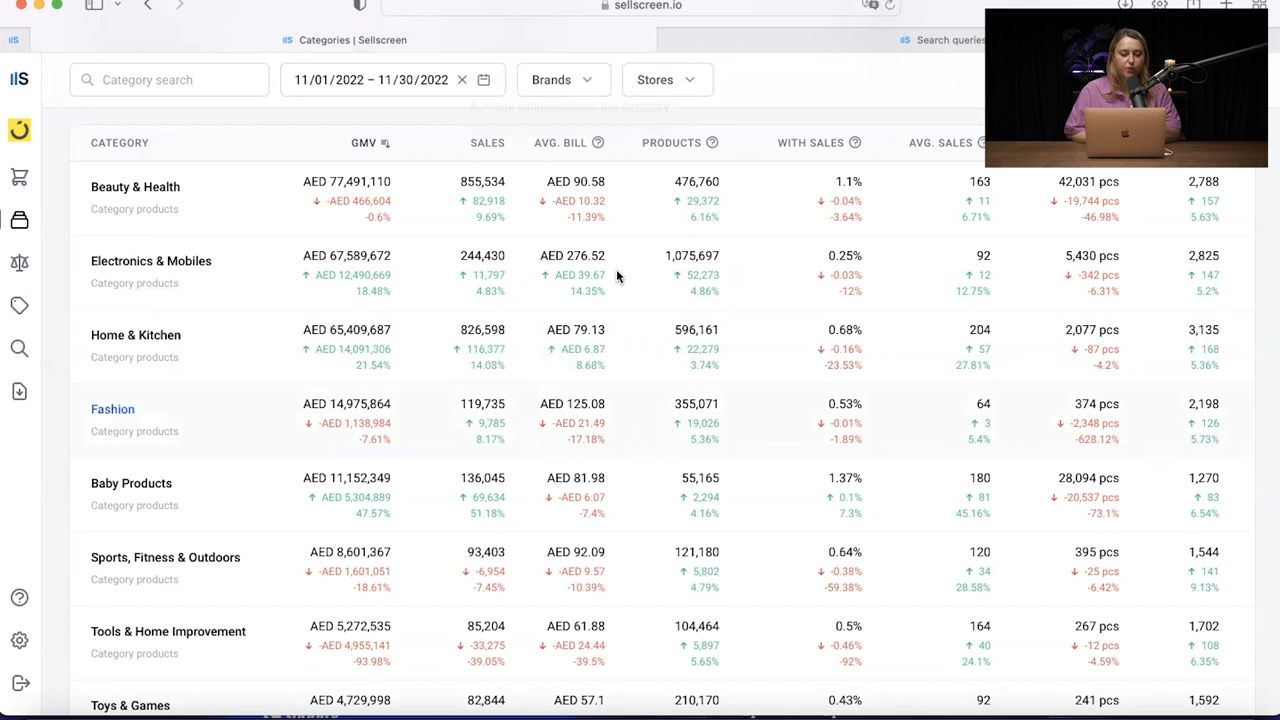 sellscreen.io
Categories | Sellscreen
Search queries
Category search
11/01/2022 – 11/30/2022
Brands
Stores
CATEGORY GMV SALES AVG. BILL PRODUCTS WITH SALES AVG. SALES
Beauty & Health AED 77,491,110 855,534 AED 90.58 476,760 1.1% 163 42,031 pcs 2,788
Category products ↓ -AED 466,604 ↑ 82,918 ↓ -AED 10.32 ↑ 29,372 ↓ -0.04% ↑ 11 ↓ -19,744 pcs ↑ 157
-0.6% 9.69% -11.39% 6.16% -3.64% 6.71% -46.98% 5.63%
Electronics & Mobiles AED 67,589,672 244,430 AED 276.52 1,075,697 0.25% 92 5,430 pcs 2,825
Category products ↑ AED 12,490,669 ↑ 11,797 ↑ AED 39.67 ↑ 52,273 ↓ -0.03% ↑ 12 ↓ -342 pcs ↑ 147
18.48% 4.83% 14.35% 4.86% -12% 12.75% -6.31% 5.2%
Home & Kitchen AED 65,409,687 826,598 AED 79.13 596,161 0.68% 204 2,077 pcs 3,135
Category products ↑ AED 14,091,306 ↑ 116,377 ↑ AED 6.87 ↑ 22,279 ↓ -0.16% ↑ 57 ↓ -87 pcs ↑ 168
21.54% 14.08% 8.68% 3.74% -23.53% 27.81% -4.2% 5.36%
Fashion AED 14,975,864 119,735 AED 125.08 355,071 0.53% 64 374 pcs 2,198
Category products ↓ -AED 1,138,984 ↑ 9,785 ↓ -AED 21.49 ↑ 19,026 ↓ -0.01% ↑ 3 ↓ -2,348 pcs ↑ 126
-7.61% 8.17% -17.18% 5.36% -1.89% 5.4% -628.12% 5.73%
Baby Products AED 11,152,349 136,045 AED 81.98 55,165 1.37% 180 28,094 pcs 1,270
Category products ↑ AED 5,304,889 ↑ 69,634 ↓ -AED 6.07 ↑ 2,294 ↑ 0.1% ↑ 81 ↓ -20,537 pcs ↑ 83
47.57% 51.18% -7.4% 4.16% 7.3% 45.16% -73.1% 6.54%
Sports, Fitness & Outdoors AED 8,601,367 93,403 AED 92.09 121,180 0.64% 120 395 pcs 1,544
Category products ↓ -AED 1,601,051 ↓ -6,954 ↓ -AED 9.57 ↑ 5,802 ↓ -0.38% ↑ 34 ↓ -25 pcs ↑ 141
-18.61% -7.45% -10.39% 4.79% -59.38% 28.58% -6.42% 9.13%
Tools & Home Improvement AED 5,272,535 85,204 AED 61.88 104,464 0.5% 164 267 pcs 1,702
Category products ↓ -AED 4,955,141 ↓ -33,275 ↓ -AED 24.44 ↑ 5,897 ↓ -0.46% ↑ 40 ↓ -12 pcs ↑ 108
-93.98% -39.05% -39.5% 5.65% -92% 24.1% -4.59% 6.35%
Toys & Games AED 4,729,998 82,844 AED 57.1 210,170 0.43% 92 241 pcs 1,592